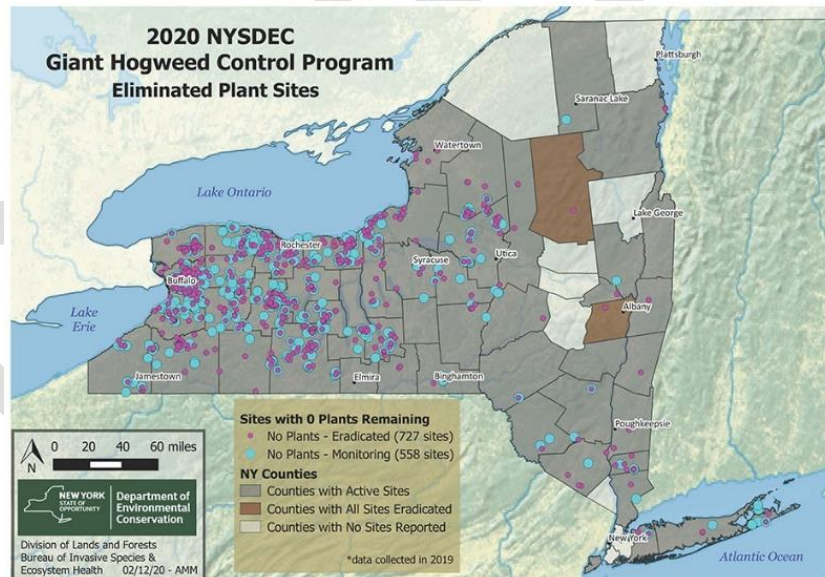 2020 NYSDEC
Giant Hogweed Control Program
Eliminated Plant Sites
Plattsburgh
Saranac Lake
Watertown
Lake Ontario
Lake George
Rochester
Syracuse
Utica
Buffalo
Lake
Erie
Albany
Jamestown
Elmira
Binghamton
Poughkeepsie
New York
Atlantic Ocean
Sites with 0 Plants Remaining
No Plants - Eradicated (727 sites)
No Plants - Monitoring (558 sites)
NY Counties
Counties with Active Sites
Counties with All Sites Eradicated
Counties with No Sites Reported
*data collected in 2019
N
0 20 40 60 miles
NEW YORK
STATE OF
OPPORTUNITY
Department of
Environmental
Conservation
Division of Lands and Forests
Bureau of Invasive Species &
Ecosystem Health 02/12/20 - AMM